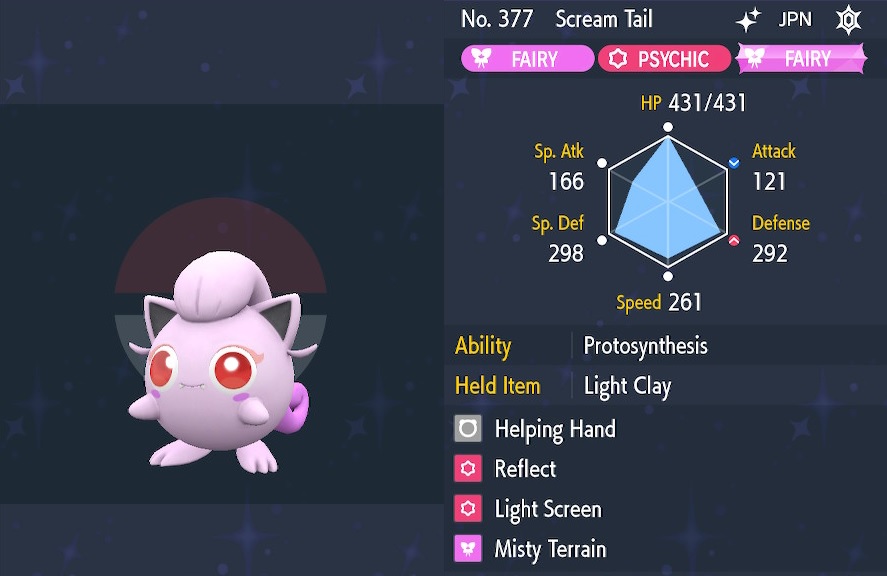 No. 377 Scream Tail JPN
FAIRY PSYCHIC FAIRY
HP 431/431
Sp. Atk
166
Attack
121
Sp. Def
298
Defense
292
Speed 261
Ability Protosynthesis
Held Item Light Clay
Helping Hand
Reflect
Light Screen
Misty Terrain